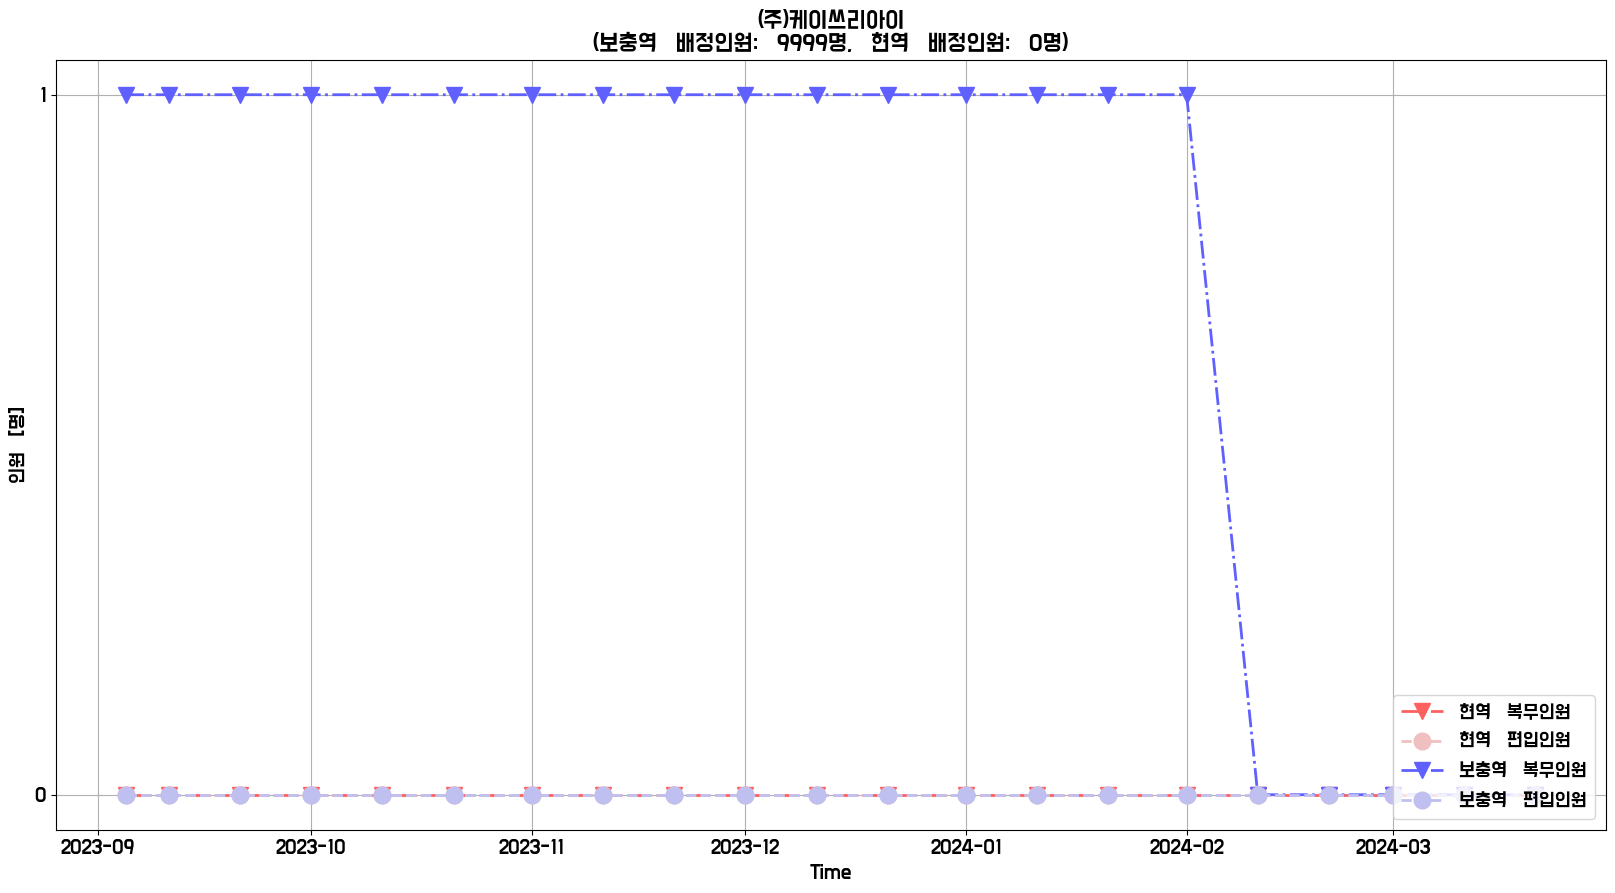 (주)케이쓰리아이
(보충역 배정인원: 9999명, 현역 배정인원: 0명)
1
0
인원 [명]
2023-09 2023-10 2023-11 2023-12 2024-01 2024-02 2024-03
Time
현역 복무인원
현역 편입인원
보충역 복무인원
보충역 편입인원